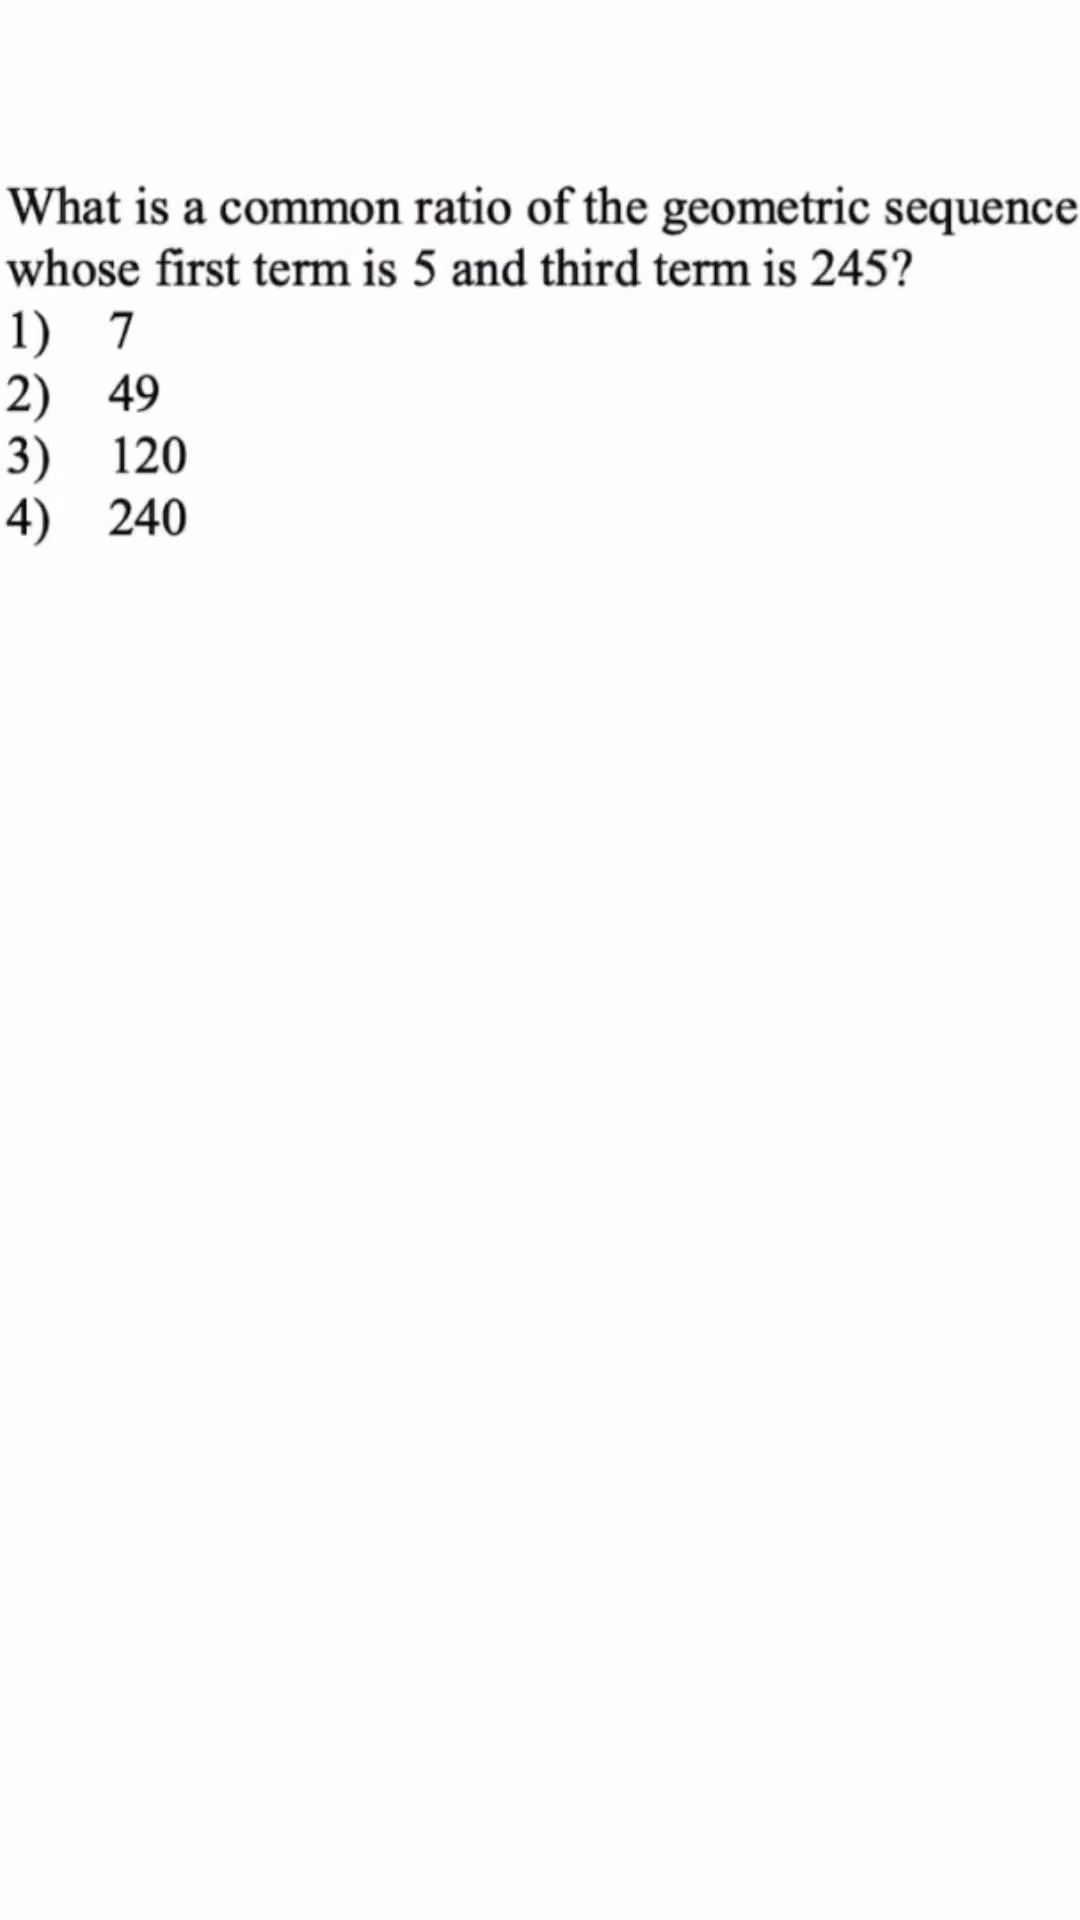 What is a common ratio of the geometric sequence
whose first term is 5 and third term is 245?
1) 7
2) 49
3) 120
4) 240